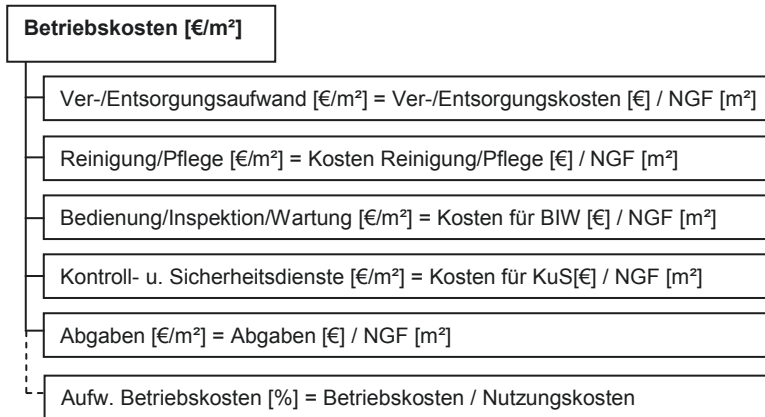 Betriebskosten [€/m²]
Ver-/Entsorgungsaufwand [€/m²] = Ver-/Entsorgungskosten [€] / NGF [m²]
Reinigung/Pflege [€/m²] = Kosten Reinigung/Pflege [€] / NGF [m²]
Bedienung/Inspektion/Wartung [€/m²] = Kosten für BIW [€] / NGF [m²]
Kontroll- u. Sicherheitsdienste [€/m²] = Kosten für KuS[€] / NGF [m²]
Abgaben [€/m²] = Abgaben [€] / NGF [m²]
Aufw. Betriebskosten [%] = Betriebskosten / Nutzungskosten